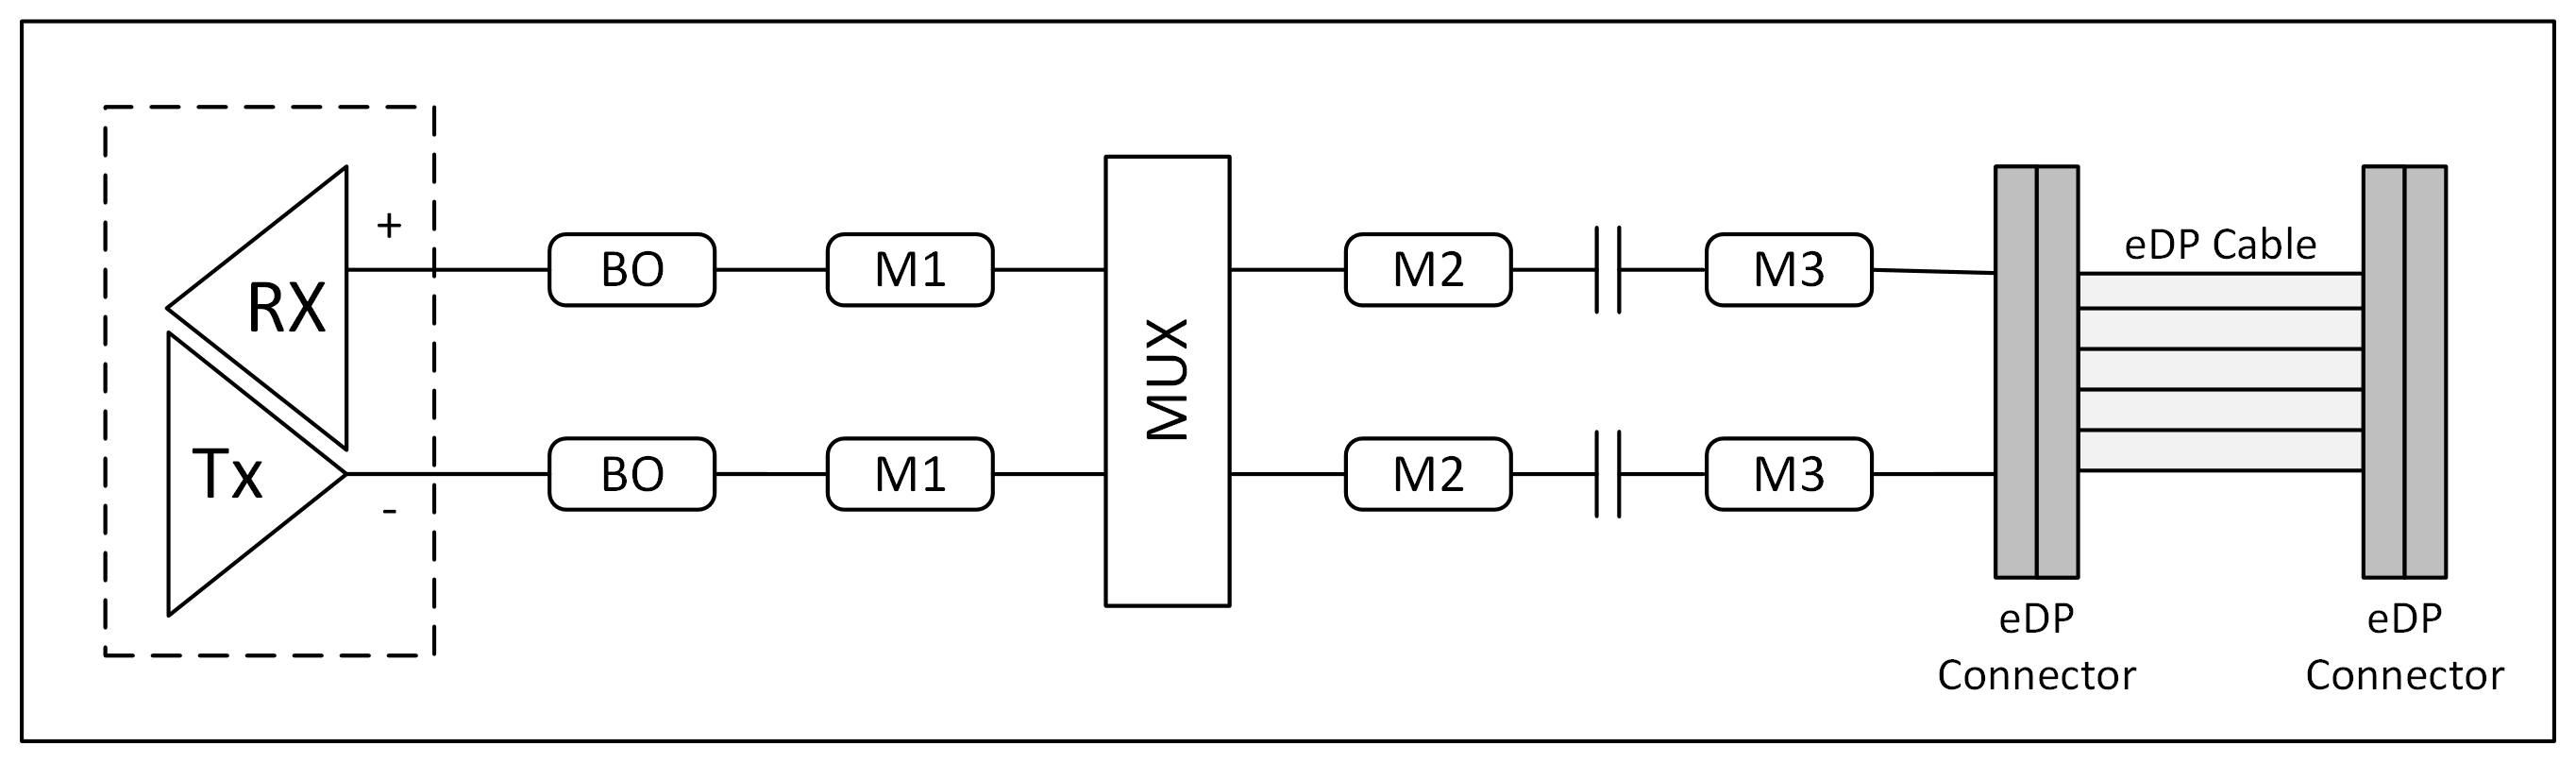 +
RX
BO
M1
M2
M3
eDP Cable
MUX
Tx
-
BO
M1
M2
M3
eDP
Connector
eDP
Connector